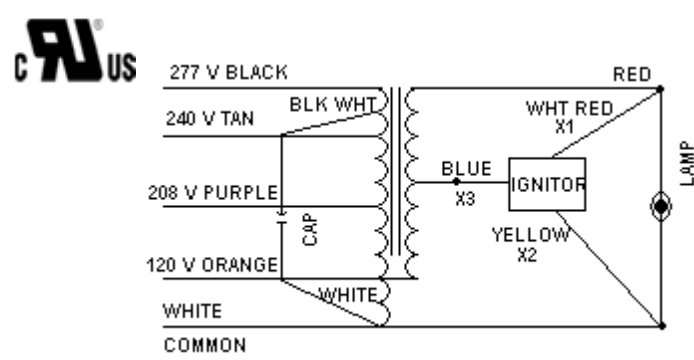 c RU US
277 V BLACK
RED
BLK WHT
WHT RED
X1
240 V TAN
LAMP
BLUE
IGNITOR
208 V PURPLE
X3
CAP
YELLOW
X2
120 V ORANGE
WHITE
WHITE
COMMON